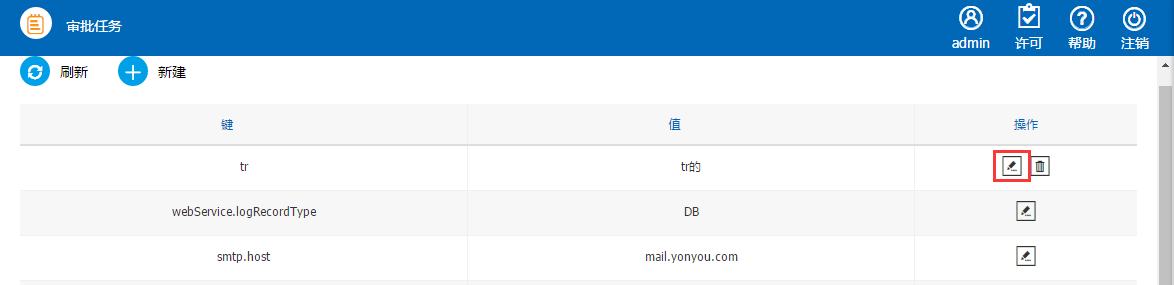 审批任务
admin 许可 帮助 注销
刷新 新建
键 值 操作
tr tr的
webService.logRecordType DB
smtp.host mail.yonyou.com